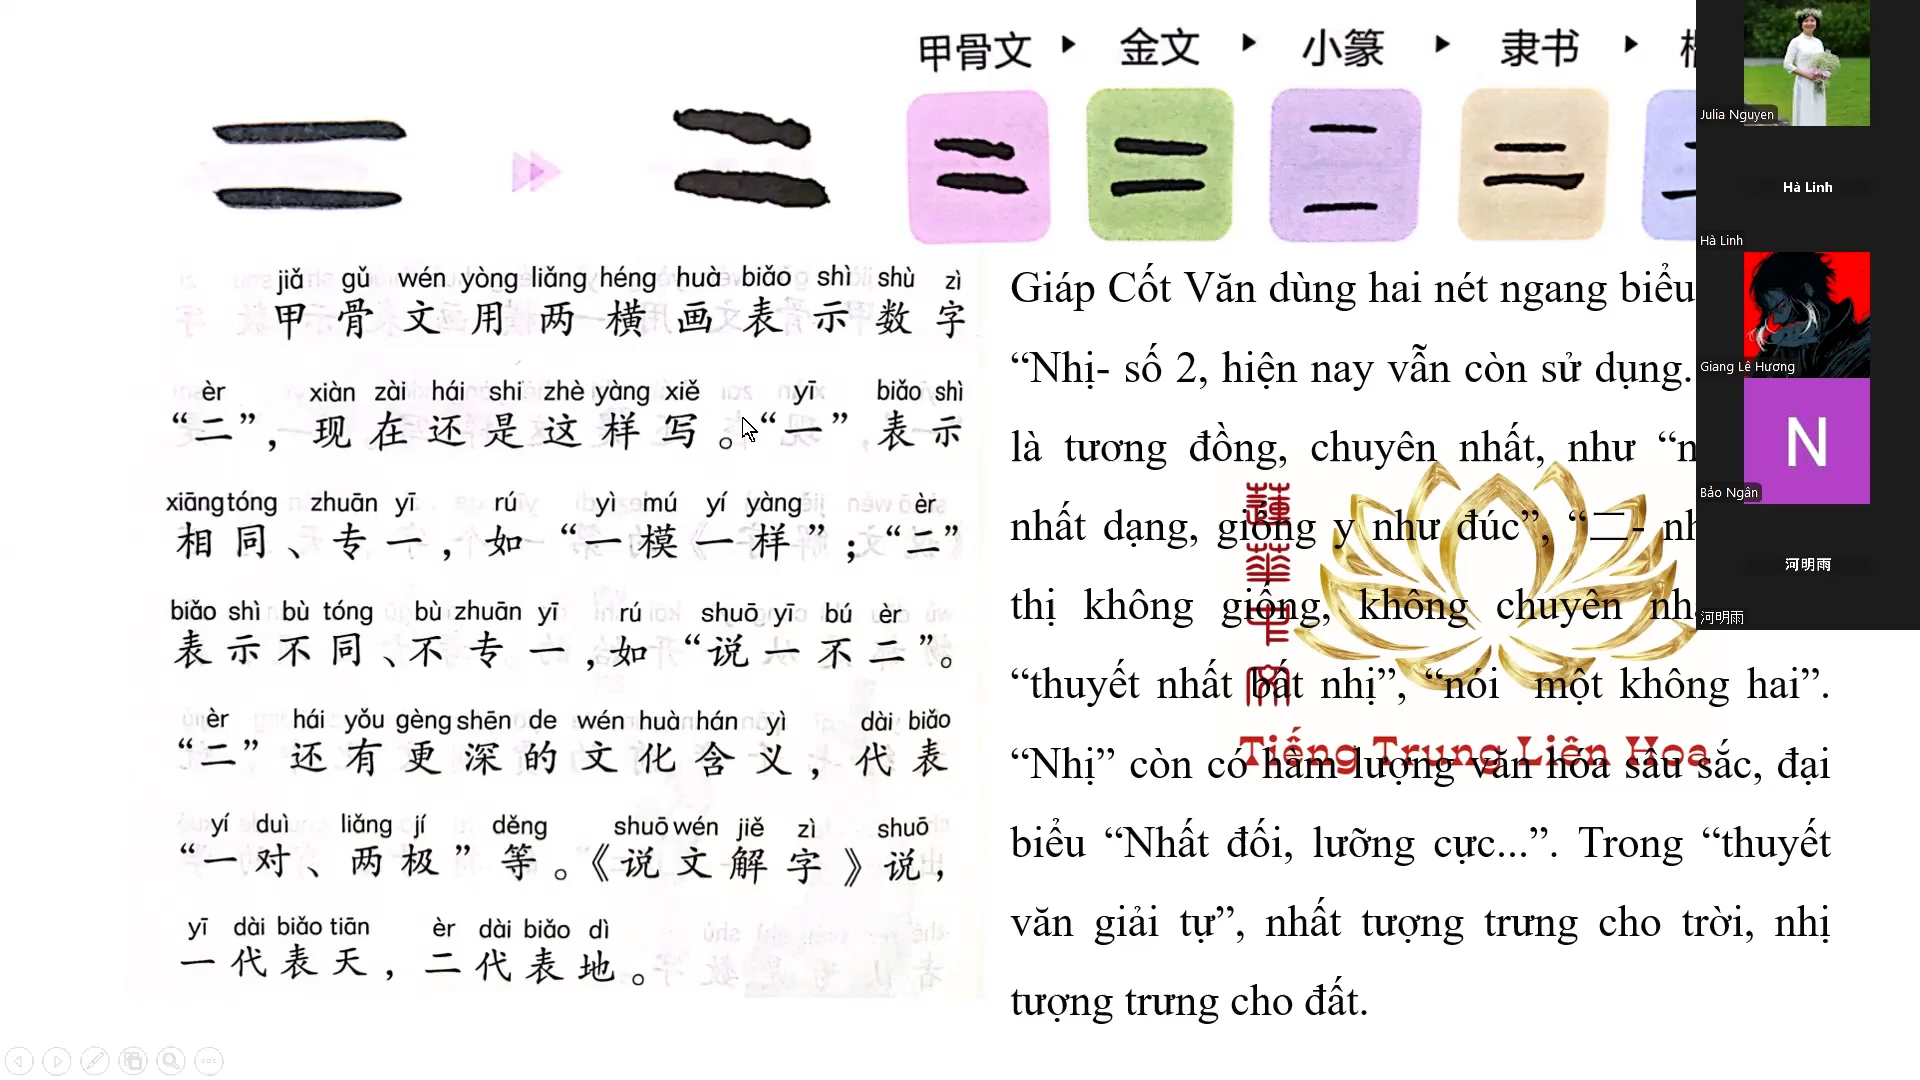 甲骨文 ▸ 金文 ▸ 小篆 ▸ 隶书 ▸
jiǎ gǔ wén yòng liǎng héng huà biǎo shì shù zì
甲骨文用两横画表示数字
èr xiàn zài hái shi zhè yàng xiě yī biǎo shì
“二”，现在还是这样写。“一”表示
xiāng tóng zhuān yī rú yì mú yí yàng èr
相同、专一，如“一模一样”；“二”
biǎo shì bù tóng bù zhuān yī rú shuō yī bú èr
表示不同、不专一，如“说一不二”。
èr hái yǒu gèng shēn de wén huà hán yì dài biǎo
“二”还有更深的文化含义，代表
yí duì liǎng jí děng shuō wén jiě zì shuō
“一对、两极”等。《说文解字》说，
yī dài biǎo tiān èr dài biǎo dì
一代表天，二代表地。
Giáp Cốt Văn dùng hai nét ngang biểu
“Nhị- số 2, hiện nay vẫn còn sử dụng.
là tương đồng, chuyên nhất, như
nhất dạng, giống y như đúc”, “二-
thị không giống, không chuyên
“thuyết nhất bất nhị”, “nói một không hai”.
“Nhị” còn có hàm lượng văn hóa sâu sắc, đại
biểu “Nhất đối, lưỡng cực...”. Trong “thuyết
văn giải tự”, nhất tượng trưng cho trời, nhị
tượng trưng cho đất.
Tiếng Trung Liên Hoa
Julia Nguyen
Hà Linh
Hà Linh
Giang Lê Hương
N
Bảo Ngân
河明雨
河明雨